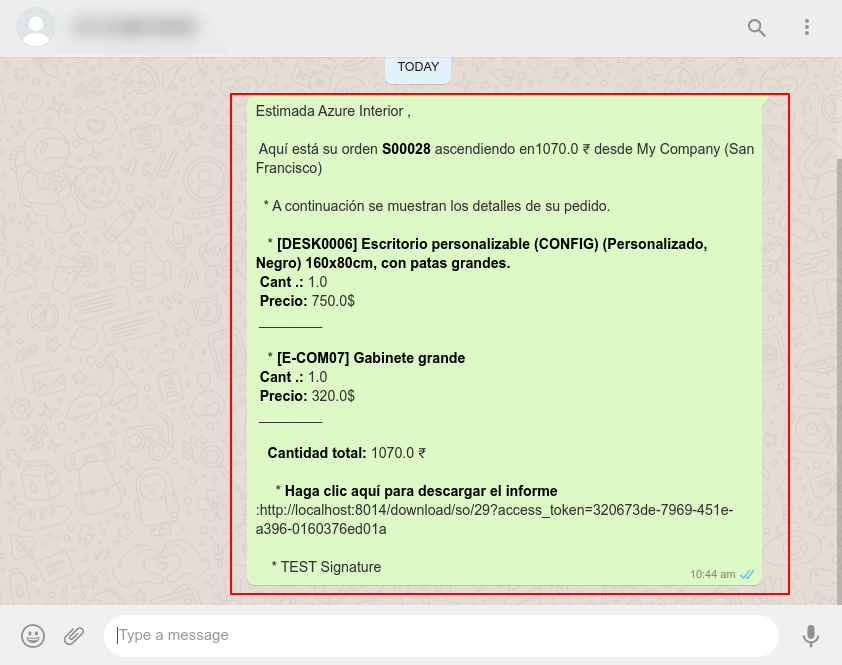 TODAY
Estimada Azure Interior ,
Aquí está su orden S00028 ascendiendo en1070.0 ₹ desde My Company (San
Francisco)
* A continuación se muestran los detalles de su pedido.
* [DESK0006] Escritorio personalizable (CONFIG) (Personalizado,
Negro) 160x80cm, con patas grandes.
Cant .: 1.0
Precio: 750.0$
________
* [E-COM07] Gabinete grande
Cant .: 1.0
Precio: 320.0$
________
Cantidad total: 1070.0 ₹
* Haga clic aquí para descargar el informe
:http://localhost:8014/download/so/29?access_token=320673de-7969-451e-
a396-0160376ed01a
* TEST Signature
10:44 am
Type a message